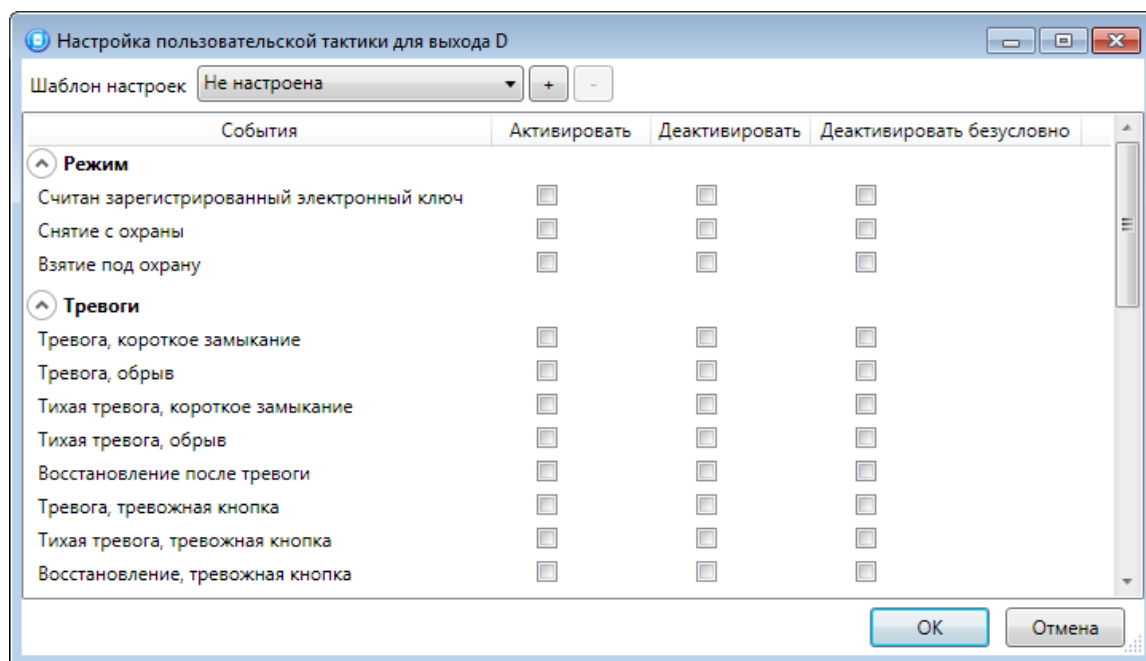 Настройка пользовательской тактики для выхода D
Шаблон настроек Не настроена + -
События Активировать Деактивировать Деактивировать безусловно
Режим
Считан зарегистрированный электронный ключ
Снятие с охраны
Взятие под охрану
Тревоги
Тревога, короткое замыкание
Тревога, обрыв
Тихая тревога, короткое замыкание
Тихая тревога, обрыв
Восстановление после тревоги
Тревога, тревожная кнопка
Тихая тревога, тревожная кнопка
Восстановление, тревожная кнопка
ОК Отмена